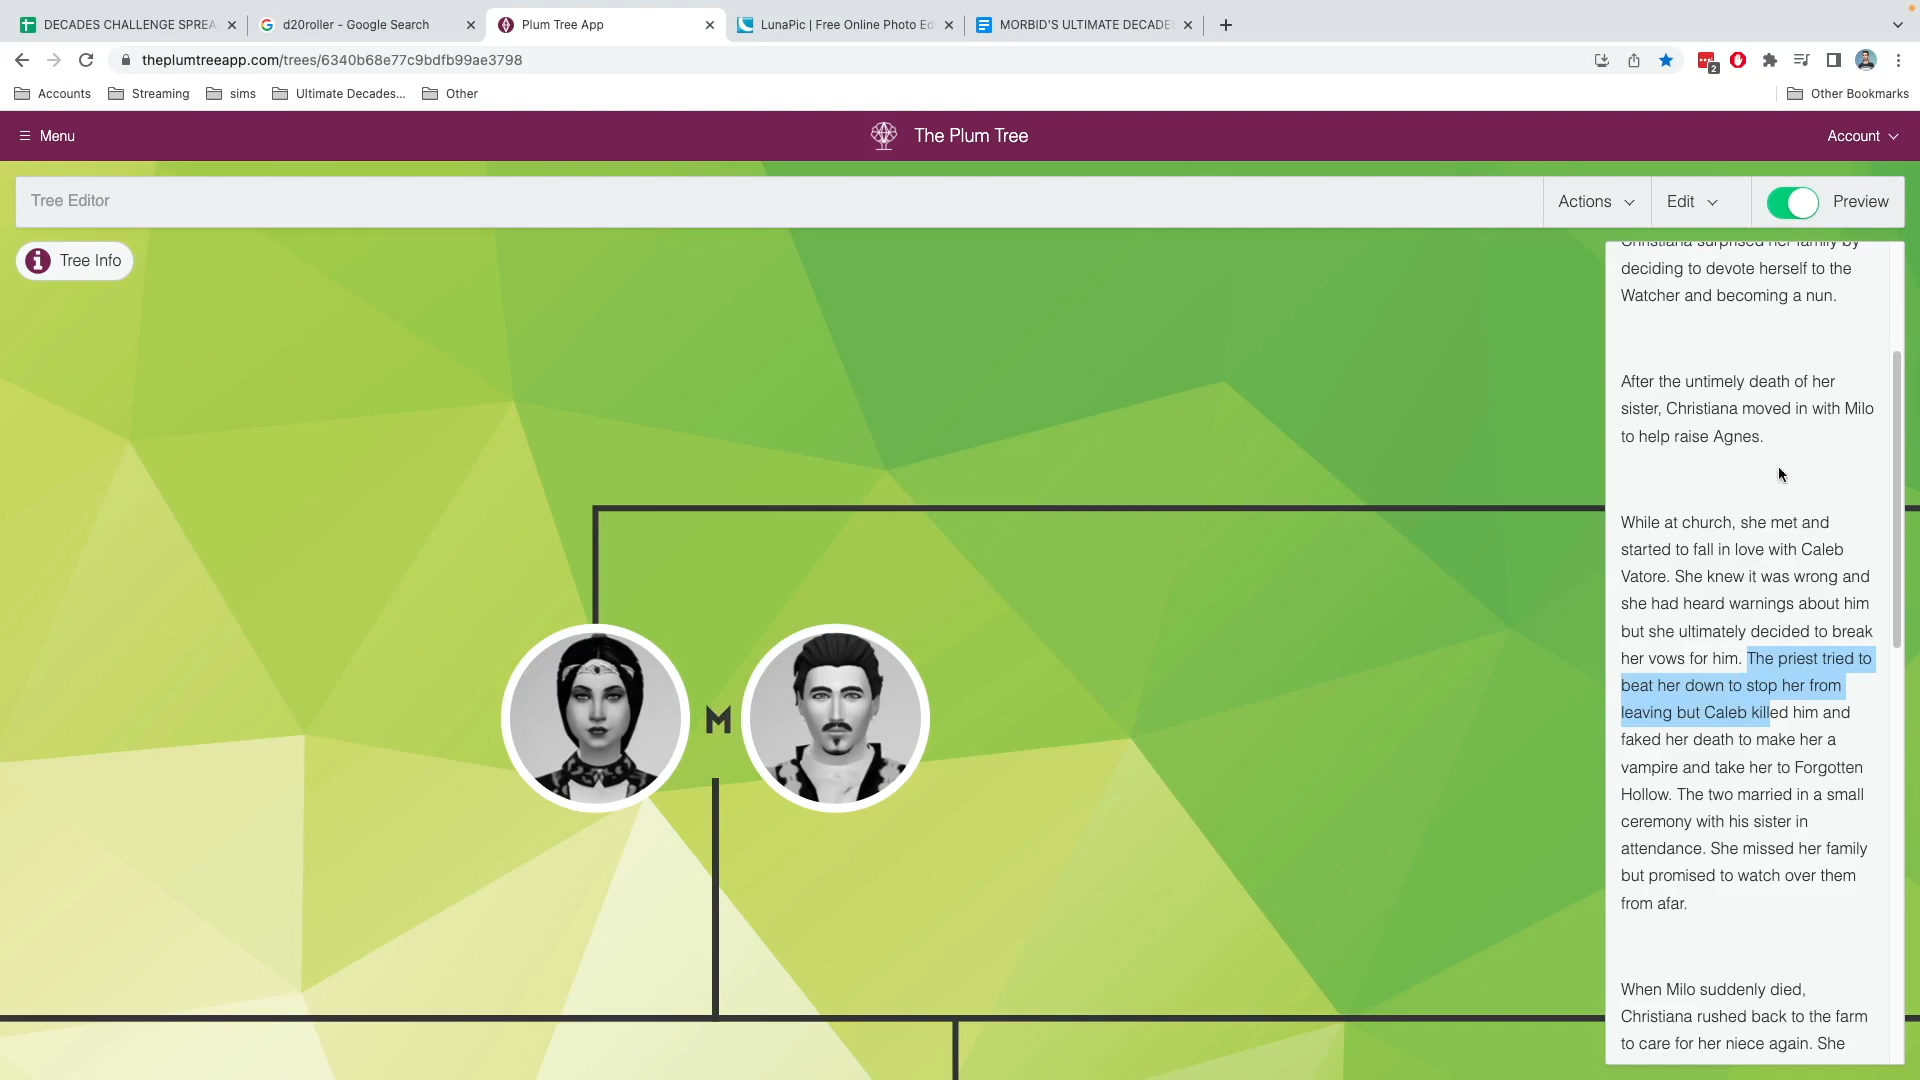 DECADES CHALLENGE SPREA
d20roller - Google Search
Plum Tree App
LunaPic | Free Online Photo Ed
MORBID'S ULTIMATE DECADE
theplumtreeapp.com/trees/6340b68e77c9bdfb99ae3798
2
Accounts
Streaming
sims
Ultimate Decades...
Other
Other Bookmarks
Menu
The Plum Tree
Account
Tree Editor
Actions
Edit
Preview
Tree Info
Christiana surprised her family by
deciding to devote herself to the
Watcher and becoming a nun.
After the untimely death of her
sister, Christiana moved in with Milo
to help raise Agnes.
While at church, she met and
started to fall in love with Caleb
Vatore. She knew it was wrong and
she had heard warnings about him
but she ultimately decided to break
her vows for him. The priest tried to
beat her down to stop her from
leaving but Caleb killed him and
faked her death to make her a
vampire and take her to Forgotten
Hollow. The two married in a small
ceremony with his sister in
attendance. She missed her family
but promised to watch over them
from afar.
When Milo suddenly died,
Christiana rushed back to the farm
to care for her niece again. She
M